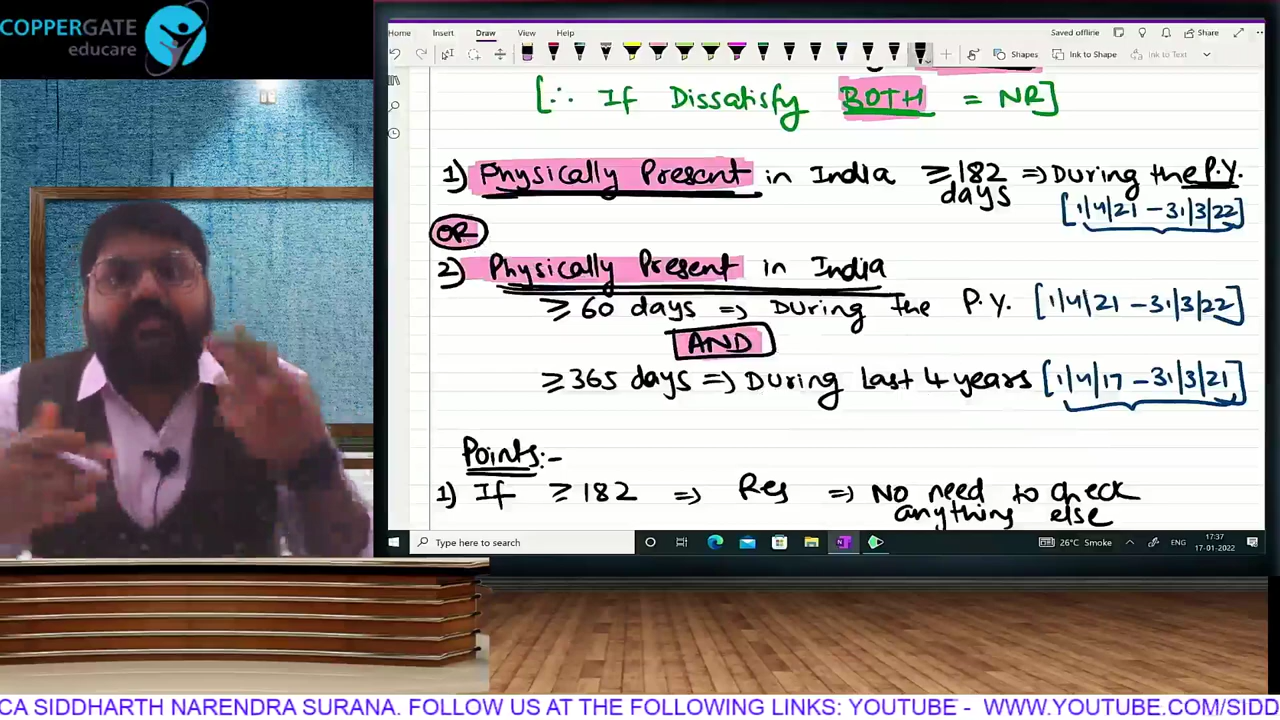 COPPERGATE
educare
Home Insert Draw View Help
Saved offline
Share
Shapes
Ink to Shape
Ink to Text
[∴ If Dissatisfy BOTH = NR]
1) Physically Present in India ≥182 days ⇒ During the P.Y.
[1/4/21 – 31/3/22]
OR
2) Physically Present in India
≥ 60 days ⇒ During the P.Y. [1/4/21 – 31/3/22]
AND
≥365 days ⇒ During last 4 years [1/4/17 – 31/3/21]
Points:-
1) If ≥ 182 ⇒ Res ⇒ No need to check
anything else
Type here to search
26°C Smoke
ENG
17:37
17-01-2022
CA SIDDHARTH NARENDRA SURANA. FOLLOW US AT THE FOLLOWING LINKS: YOUTUBE - WWW.YOUTUBE.COM/SIDD